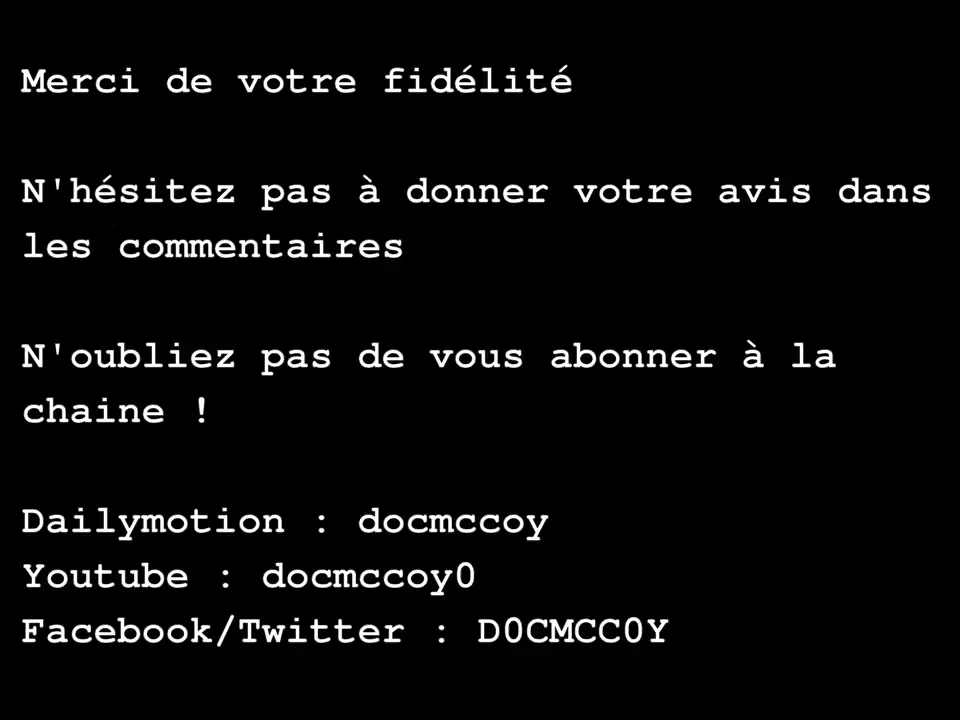 Merci de votre fidélité
N'hésitez pas à donner votre avis dans
les commentaires
N'oubliez pas de vous abonner à la
chaine !
Dailymotion : docmccoy
Youtube : docmccoy0
Facebook/Twitter : D0CMCC0Y